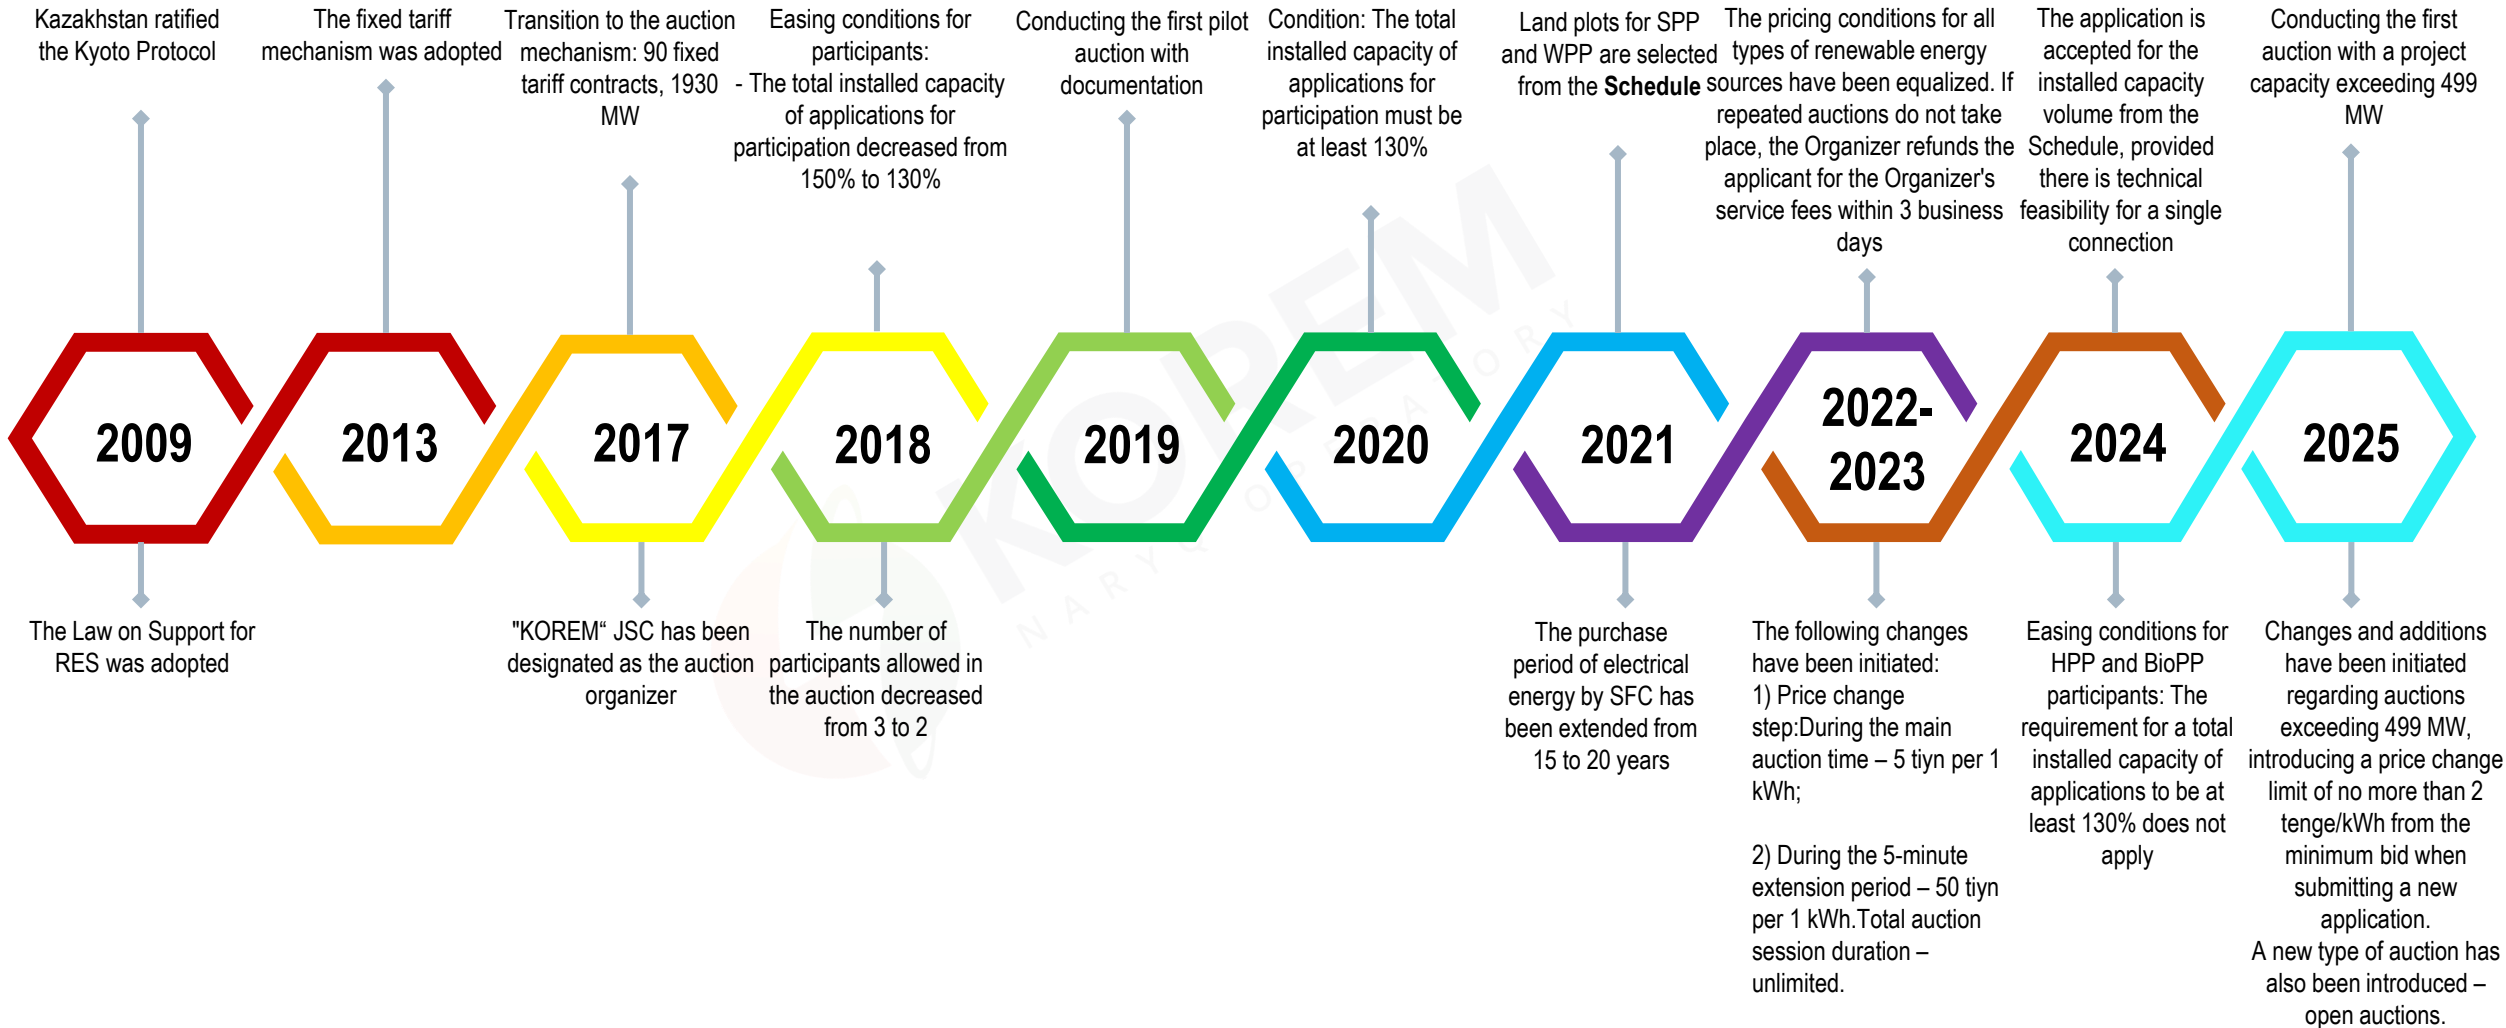 Kazakhstan ratified
the Kyoto Protocol
The fixed tariff
mechanism was adopted
Transition to the auction
mechanism: 90 fixed
tariff contracts, 1930
MW
Easing conditions for
participants:
- The total installed capacity
of applications for
participation decreased from
150% to 130%
Conducting the first pilot
auction with
documentation
Condition: The total
installed capacity of
applications for
participation must be
at least 130%
Land plots for SPP
and WPP are selected
from the Schedule
The pricing conditions for all
types of renewable energy
sources have been equalized. If
repeated auctions do not take
place, the Organizer refunds the
applicant for the Organizer's
service fees within 3 business
days
The application is
accepted for the
installed capacity
volume from the
Schedule, provided
there is technical
feasibility for a single
connection
Conducting the first
auction with a project
capacity exceeding 499
MW
2009
2013
2017
2018
2019
2020
2021
2022-
2023
2024
2025
The Law on Support for
RES was adopted
"KOREM“ JSC has been
designated as the auction
organizer
The number of
participants allowed in
the auction decreased
from 3 to 2
The purchase
period of electrical
energy by SFC has
been extended from
15 to 20 years
The following changes
have been initiated:
1) Price change
step:During the main
auction time – 5 tiyn per 1
kWh;
2) During the 5-minute
extension period – 50 tiyn
per 1 kWh.Total auction
session duration –
unlimited.
Easing conditions for
HPP and BioPP
participants: The
requirement for a total
installed capacity of
applications to be at
least 130% does not
apply
Changes and additions
have been initiated
regarding auctions
exceeding 499 MW,
introducing a price change
limit of no more than 2
tenge/kWh from the
minimum bid when
submitting a new
application.
A new type of auction has
also been introduced –
open auctions.
KOREM